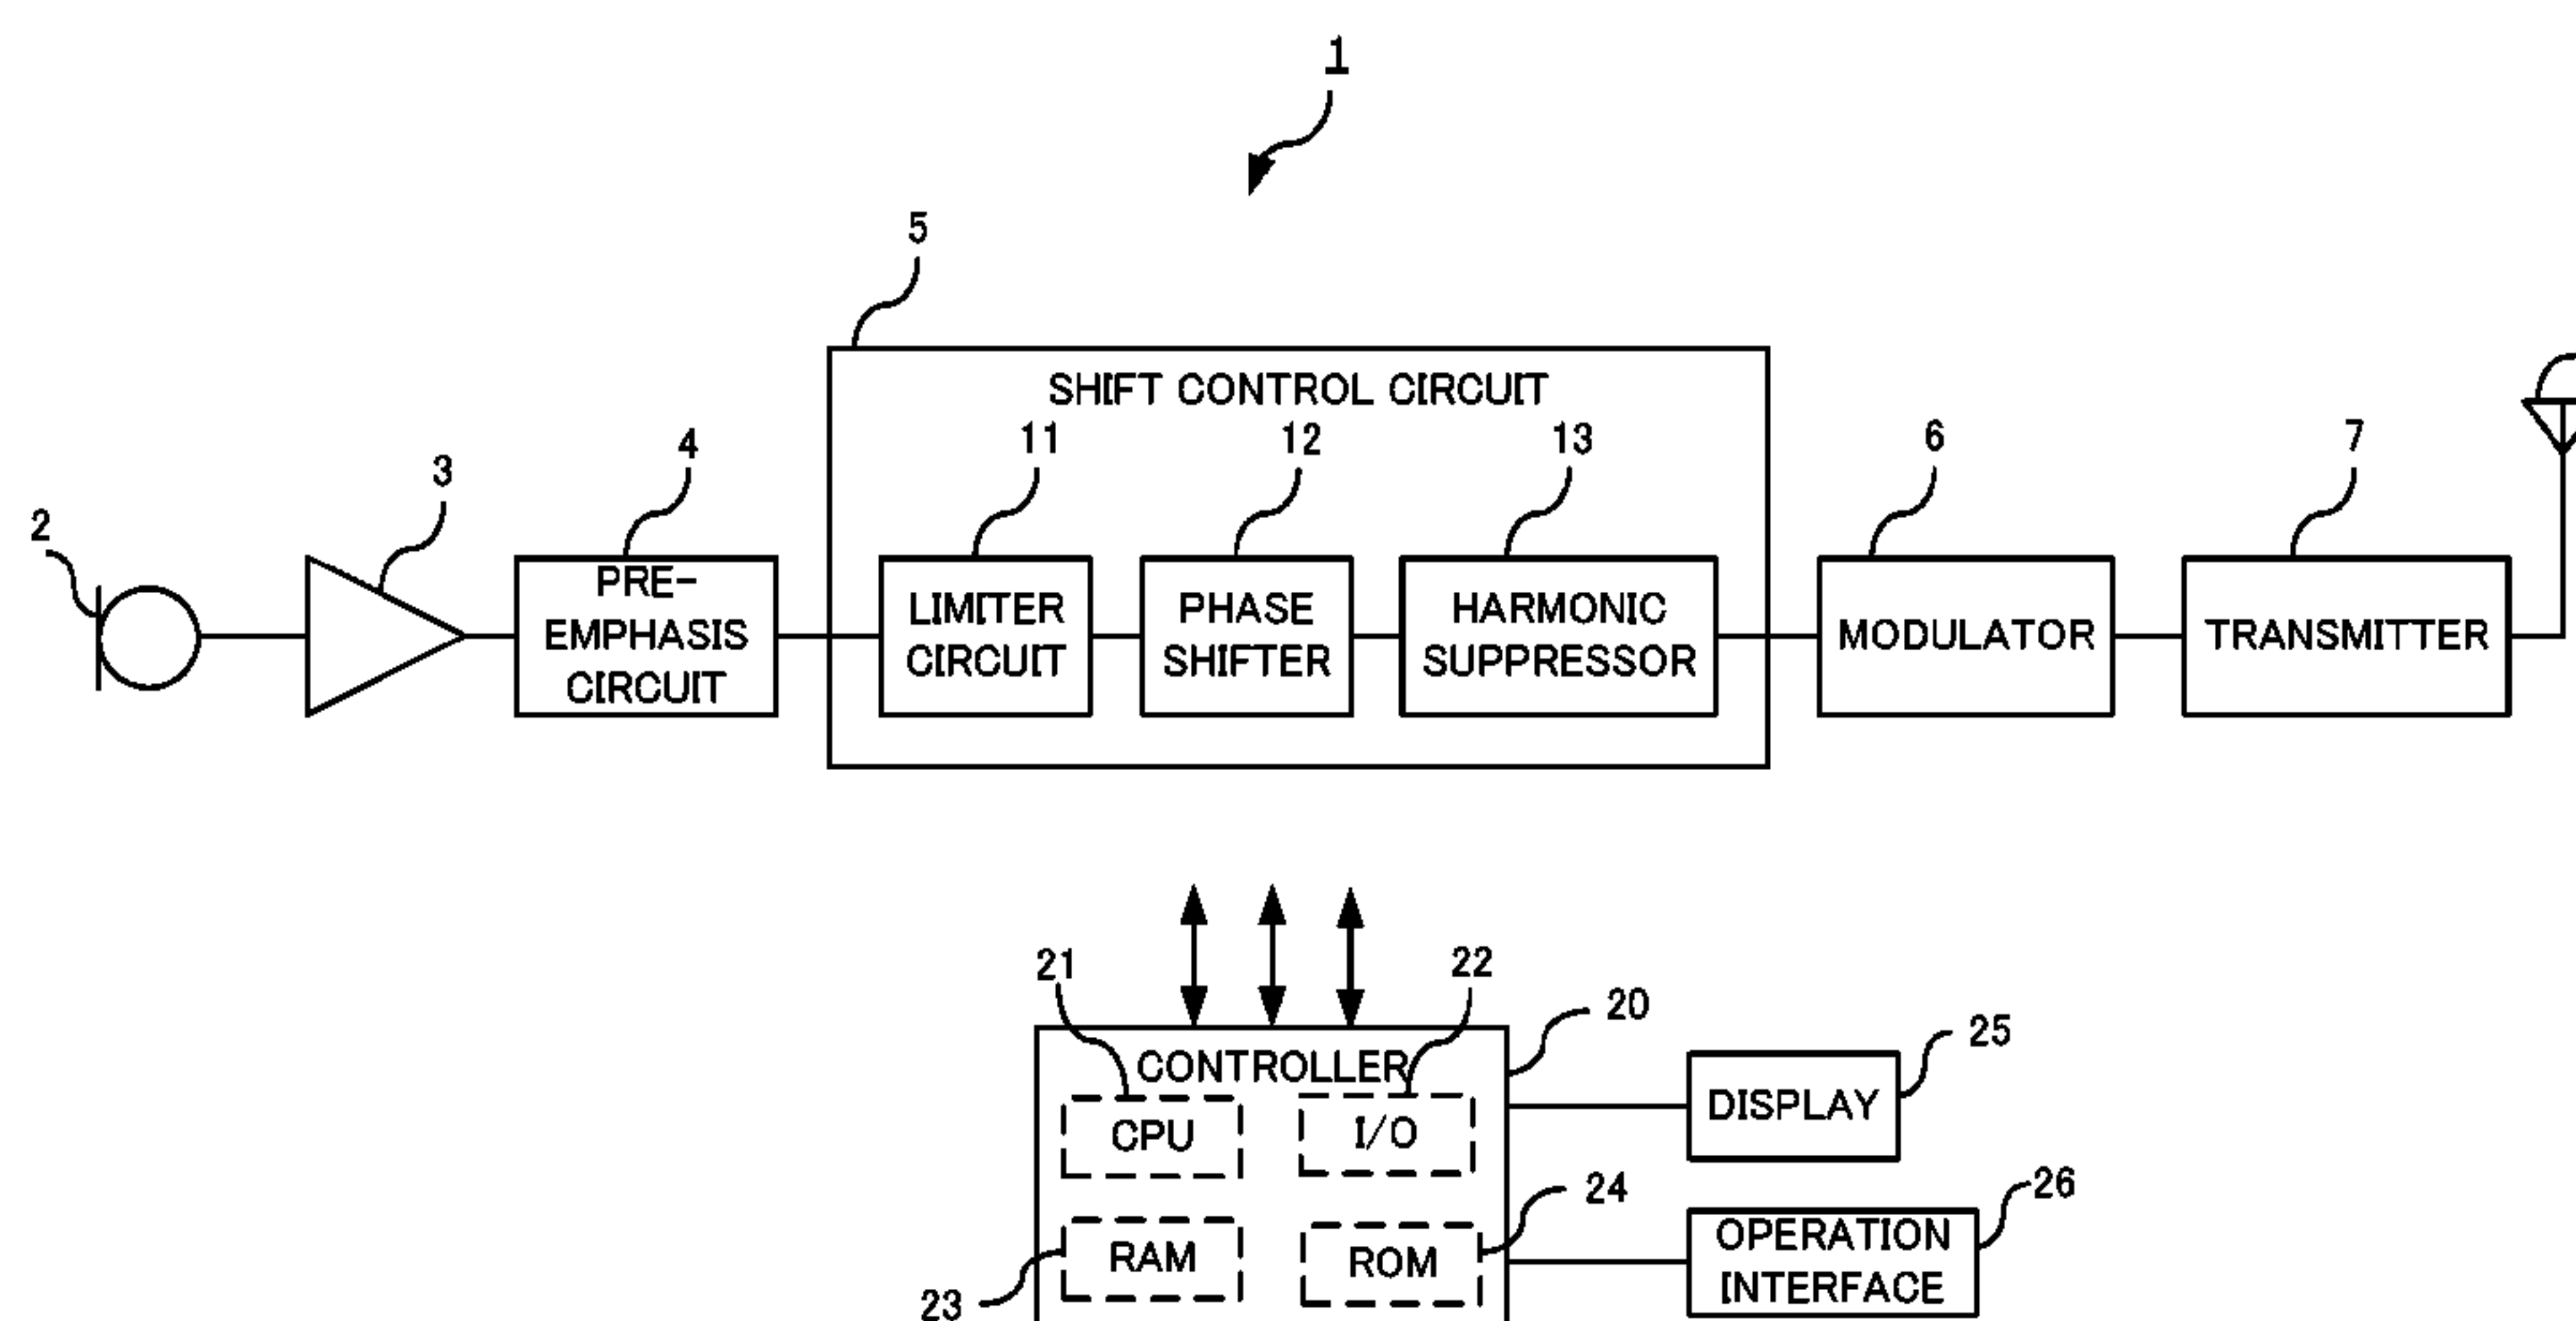 1
5
SHIFT CONTROL CIRCUIT
2
3
4
11
12
13
6
7
PRE-
EMPHASIS
CIRCUIT
LIMITER
CIRCUIT
PHASE
SHIFTER
HARMONIC
SUPPRESSOR
MODULATOR
TRANSMITTER
21
22
20
CONTROLLER
CPU
I/O
25
DISPLAY
23
RAM
24
ROM
26
OPERATION
INTERFACE